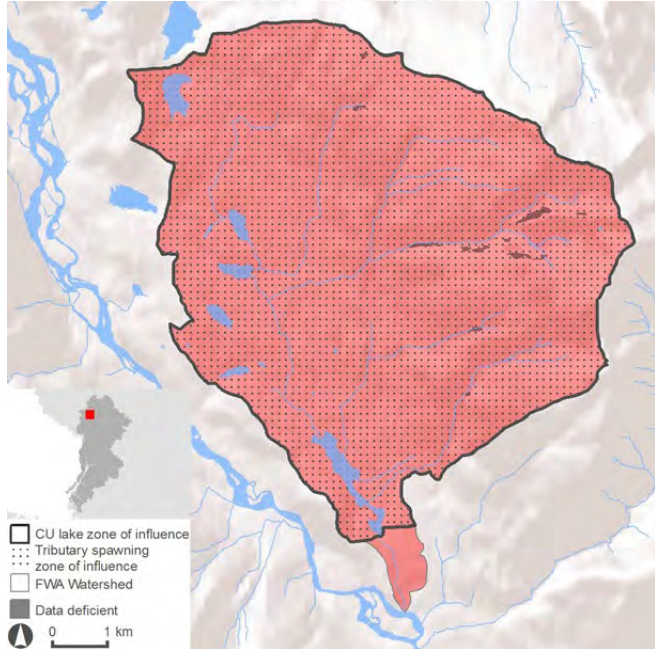 CU lake zone of influence
Tributary spawning
zone of influence
FWA Watershed
Data deficient
0 1 km